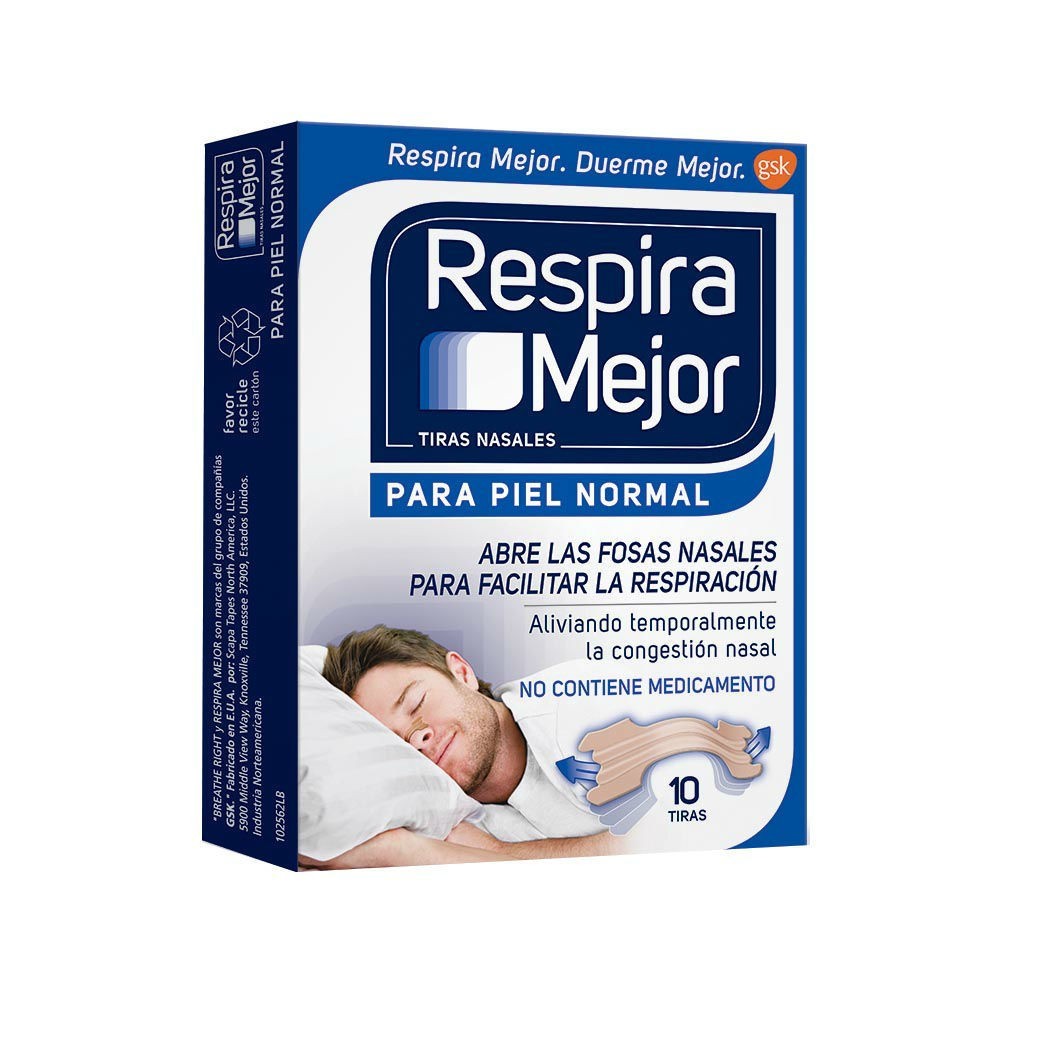 Respira Mejor. Duerme Mejor.
gsk
Respira
Mejor
TIRAS NASALES
PARA PIEL NORMAL
ABRE LAS FOSAS NASALES
PARA FACILITAR LA RESPIRACIÓN
Aliviando temporalmente
la congestión nasal
NO CONTIENE MEDICAMENTO
10
TIRAS
Respira
Mejor
TIRAS NASALES
PARA PIEL NORMAL
favor
recicle
este cartón
"BREATHE RIGHT y RESPIRA MEJOR son marcas del grupo de compañías
GSK." Fabricado en E.U.A. por: Scapa Tapes North America, LLC.
5900 Middle View Way, Knoxville, Tennessee 37909, Estados Unidos.
Industria Norteamericana.
102562LB